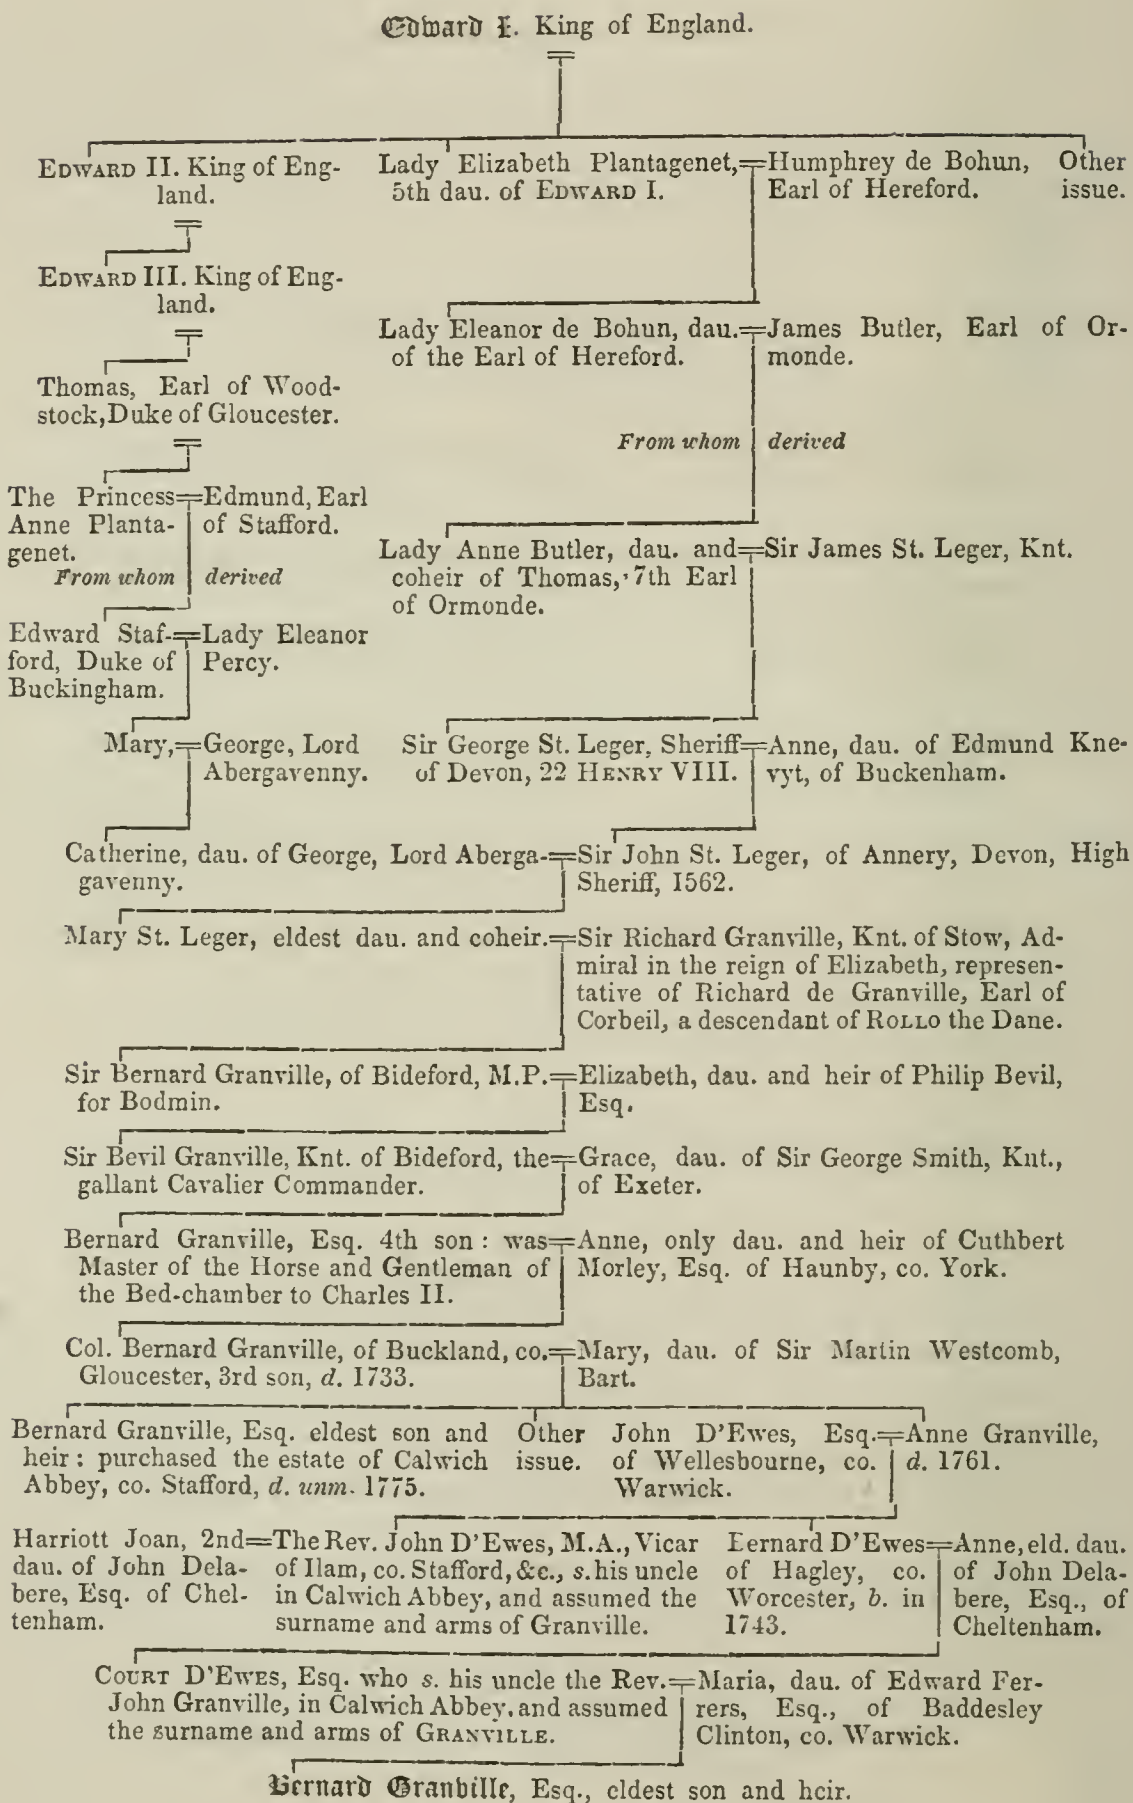 Edward I. King of England.
EDWARD II. King of Eng-
land.
Lady Elizabeth Plantagenet,
5th dau. of EDWARD I.
Humphrey de Bohun,
Earl of Hereford.
Other
issue.
EDWARD III. King of Eng-
land.
Lady Eleanor de Bohun, dau.
of the Earl of Hereford.
James Butler, Earl of Or-
monde.
Thomas, Earl of Wood-
stock, Duke of Gloucester.
From whom derived
The Princess
Anne Planta-
genet.
Edmund, Earl
of Stafford.
From whom derived
Lady Anne Butler, dau. and
coheir of Thomas, 7th Earl
of Ormonde.
Sir James St. Leger, Knt.
Edward Staf-
ford, Duke of
Buckingham.
Lady Eleanor
Percy.
Mary,
George, Lord
Abergavenny.
Sir George St. Leger, Sheriff
of Devon, 22 HENRY VIII.
Anne, dau. of Edmund Kne-
vyt, of Buckenham.
Catherine, dau. of George, Lord Aberga-
gavenny.
Sir John St. Leger, of Annery, Devon, High
Sheriff, 1562.
Mary St. Leger, eldest dau. and coheir.
Sir Richard Granville, Knt. of Stow, Ad-
miral in the reign of Elizabeth, represen-
tative of Richard de Granville, Earl of
Corbeil, a descendant of ROLLO the Dane.
Sir Bernard Granville, of Bideford, M.P.
for Bodmin.
Elizabeth, dau. and heir of Philip Bevil,
Esq.
Sir Bevil Granville, Knt. of Bideford, the
gallant Cavalier Commander.
Grace, dau. of Sir George Smith, Knt.,
of Exeter.
Bernard Granville, Esq. 4th son: was
Master of the Horse and Gentleman of
the Bed-chamber to Charles II.
Anne, only dau. and heir of Cuthbert
Morley, Esq. of Haunby, co. York.
Col. Bernard Granville, of Buckland, co.
Gloucester, 3rd son, d. 1733.
Mary, dau. of Sir Martin Westcomb,
Bart.
Bernard Granville, Esq. eldest son and
heir: purchased the estate of Calwich
Abbey, co. Stafford, d. unm. 1775.
Other
issue.
John D'Ewes, Esq.
of Wellesbourne, co.
Warwick.
Anne Granville,
d. 1761.
Harriott Joan, 2nd
dau. of John Dela-
bere, Esq. of Chel-
tenham.
The Rev. John D'Ewes, M.A., Vicar
of Ilam, co. Stafford, &c., s. his uncle
in Calwich Abbey, and assumed the
surname and arms of Granville.
Bernard D'Ewes
of Hagley, co.
Worcester, b. in
1743.
Anne, eld. dau.
of John Dela-
bere, Esq., of
Cheltenham.
COURT D'EWES, Esq. who s. his uncle the Rev.
John Granville, in Calwich Abbey, and assumed
the surname and arms of GRANVILLE.
Maria, dau. of Edward Fer-
rers, Esq., of Baddesley
Clinton, co. Warwick.
Bernard Granville, Esq., eldest son and heir.